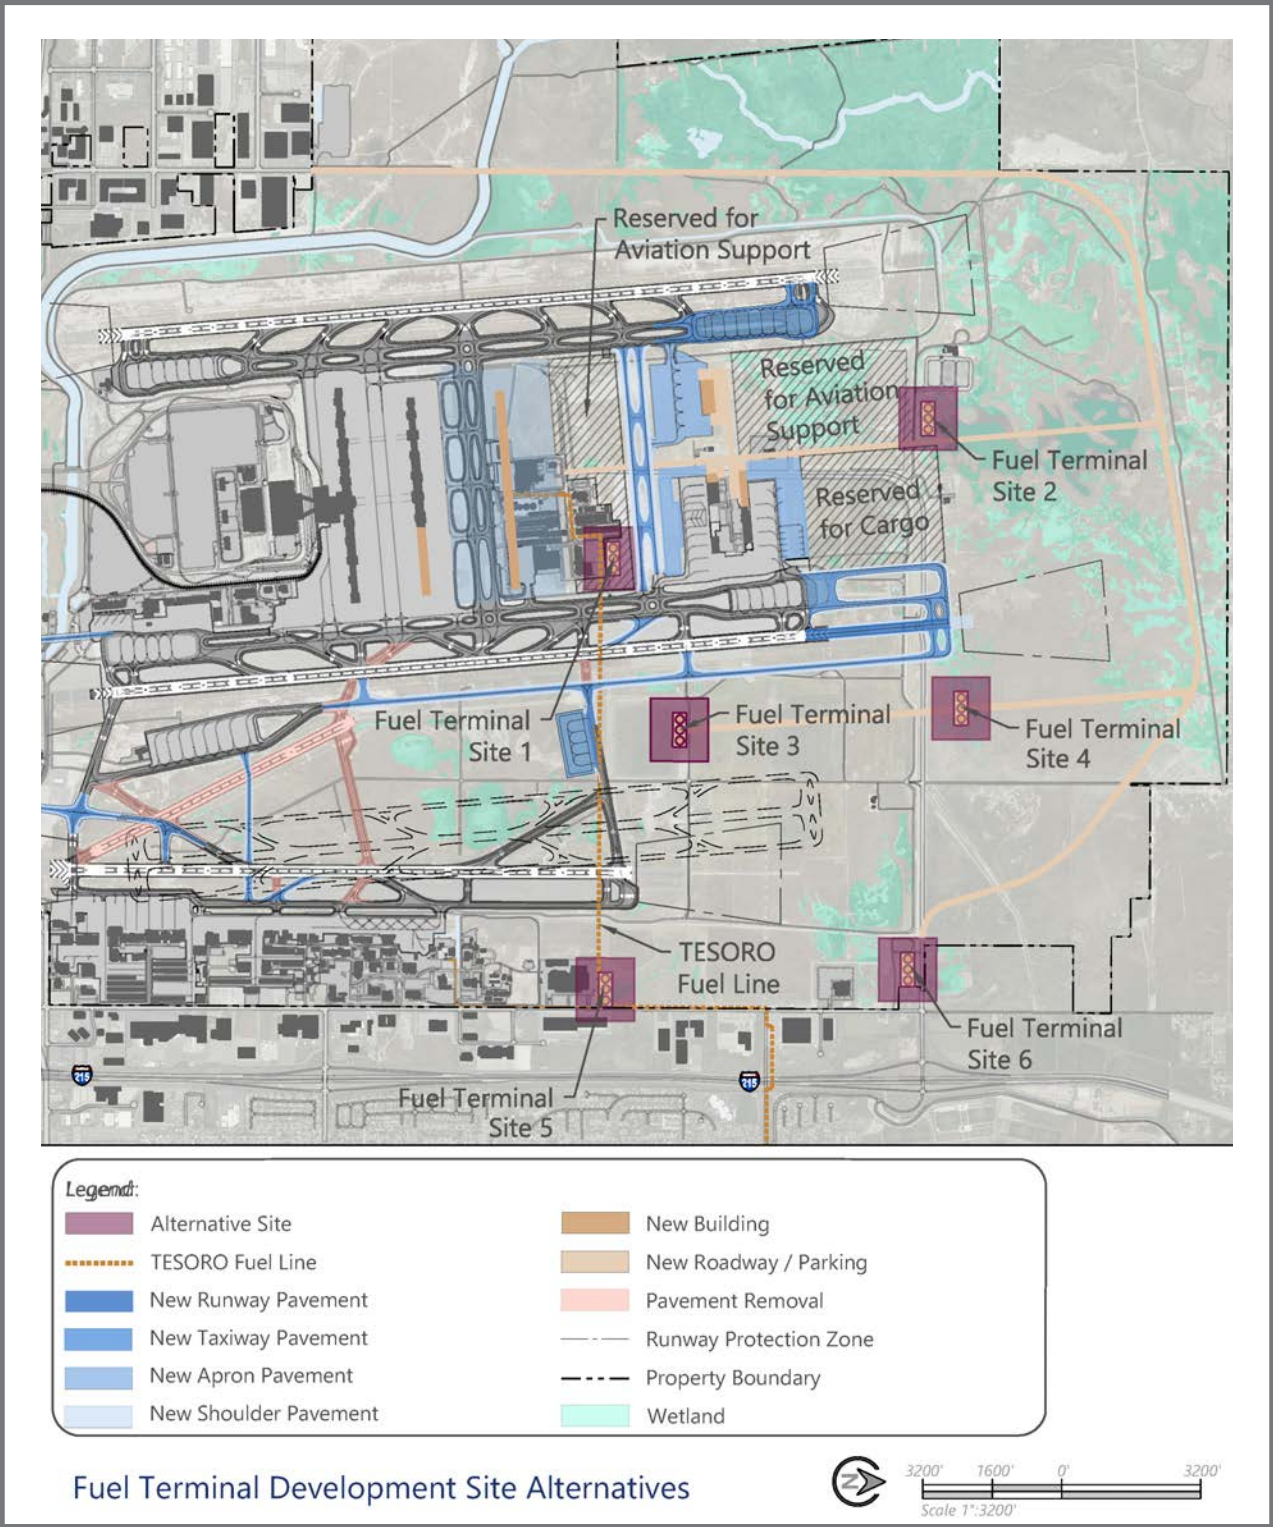 Reserved for
Aviation Support
Reserved
for Aviation
Support
Fuel Terminal
Site 2
Reserved
for Cargo
Fuel Terminal
Site 1
Fuel Terminal
Site 3
Fuel Terminal
Site 4
TESORO
Fuel Line
Fuel Terminal
Site 6
215
215
Fuel Terminal
Site 5
Legend:
Alternative Site
TESORO Fuel Line
New Runway Pavement
New Taxiway Pavement
New Apron Pavement
New Shoulder Pavement
New Building
New Roadway / Parking
Pavement Removal
Runway Protection Zone
Property Boundary
Wetland
Fuel Terminal Development Site Alternatives
N
3200' 1600' 0' 3200'
Scale 1":3200'